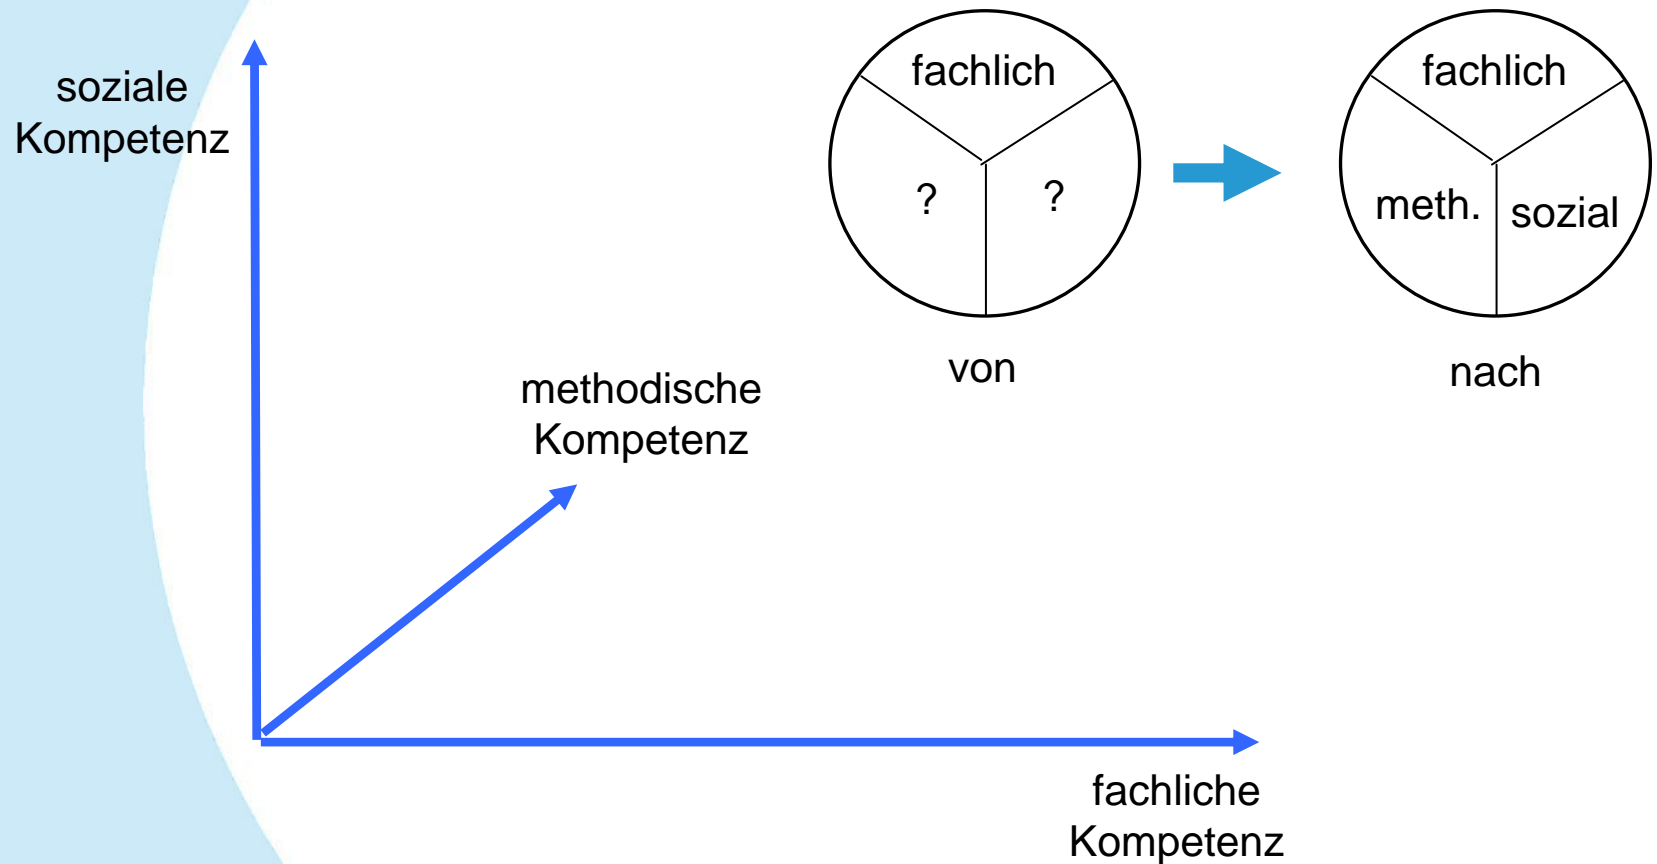 soziale
Kompetenz
fachlich
?
?
von
fachlich
meth.
sozial
nach
methodische
Kompetenz
fachliche
Kompetenz